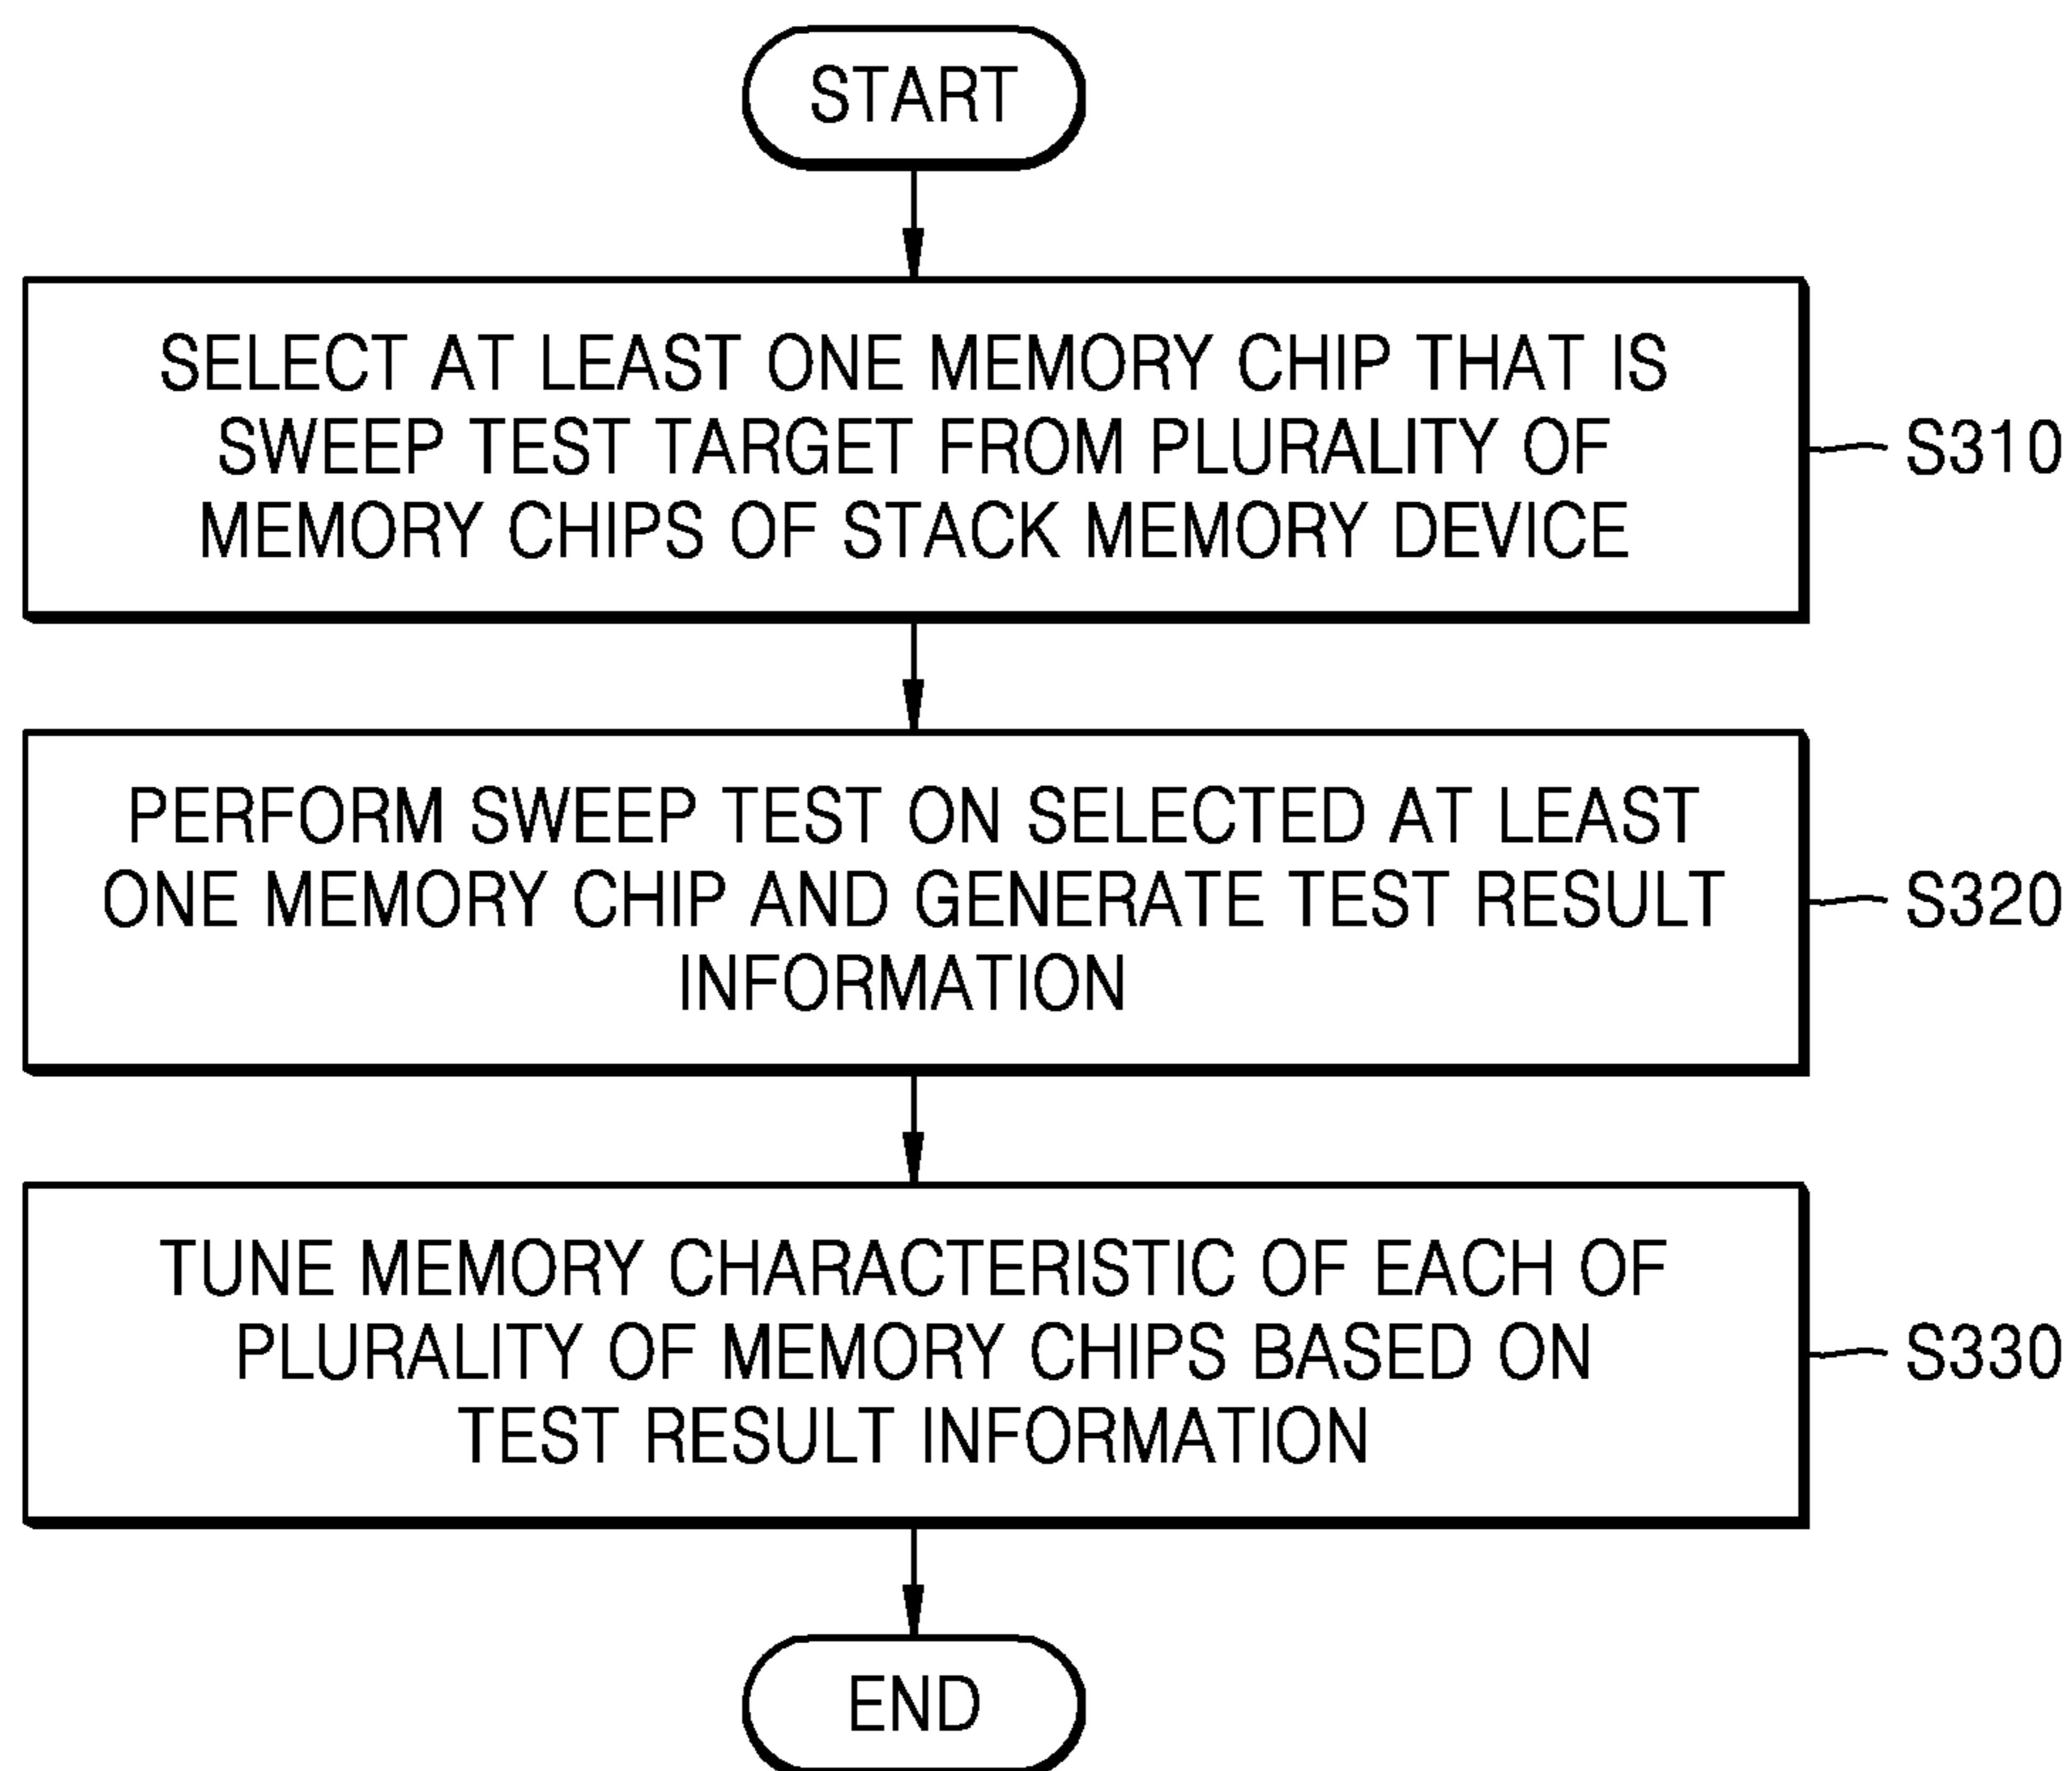 START
SELECT AT LEAST ONE MEMORY CHIP THAT IS
SWEEP TEST TARGET FROM PLURALITY OF
MEMORY CHIPS OF STACK MEMORY DEVICE
S310
PERFORM SWEEP TEST ON SELECTED AT LEAST
ONE MEMORY CHIP AND GENERATE TEST RESULT
INFORMATION
S320
TUNE MEMORY CHARACTERISTIC OF EACH OF
PLURALITY OF MEMORY CHIPS BASED ON
TEST RESULT INFORMATION
S330
END